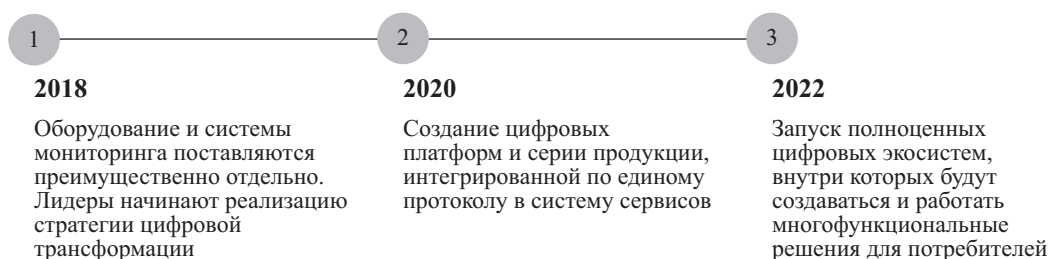 1
2
3
2018
Оборудование и системы
мониторинга поставляются
преимущественно отдельно.
Лидеры начинают реализацию
стратегии цифровой
трансформации
2020
Создание цифровых
платформ и серии продукции,
интегрированной по единому
протоколу в систему сервисов
2022
Запуск полноценных
цифровых экосистем,
внутри которых будут
создаваться и работать
многофункциональные
решения для потребителей